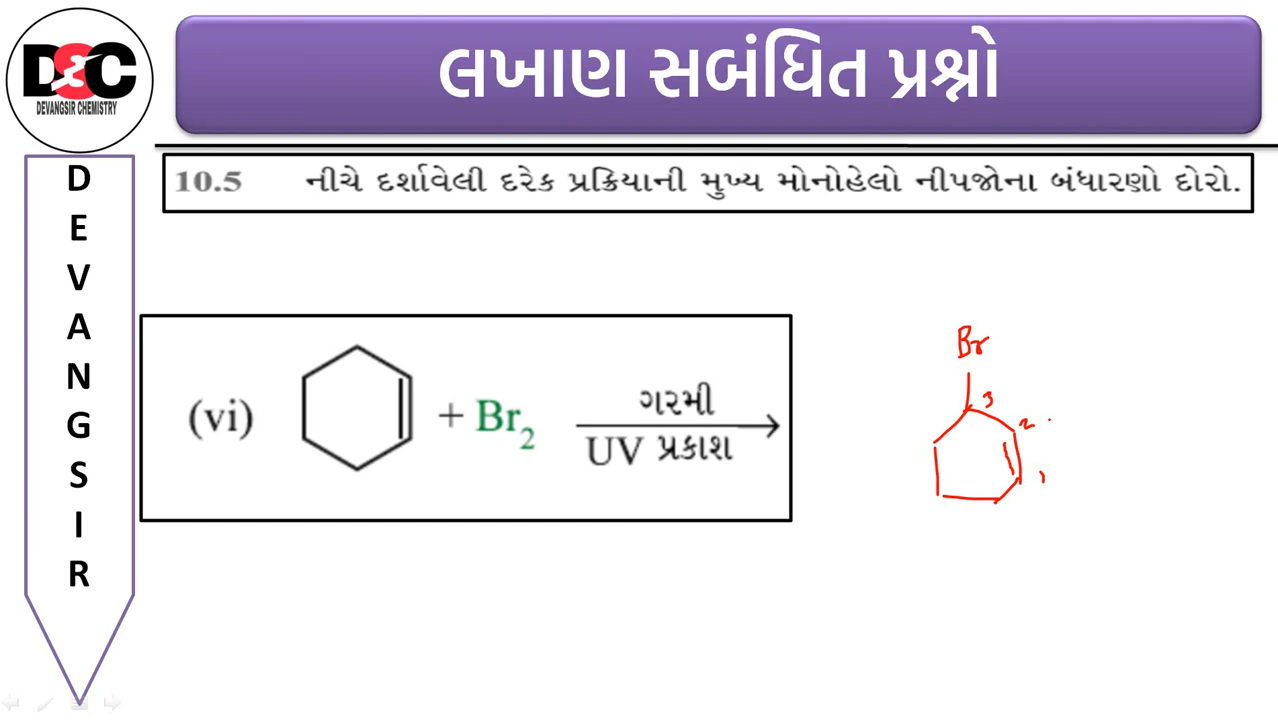 DEC
DEVANGSIR CHEMISTRY
લખાણ સબંધિત પ્રશ્નો
D
E
V
A
N
G
S
I
R
10.5 નીચે દર્શાવેલી દરેક પ્રક્રિયાની મુખ્ય મોનોહેલો નીપજોના બંધારણો દોરો.
(vi) + Br2 ગરમી
UV પ્રકાશ
Br
3
2
1